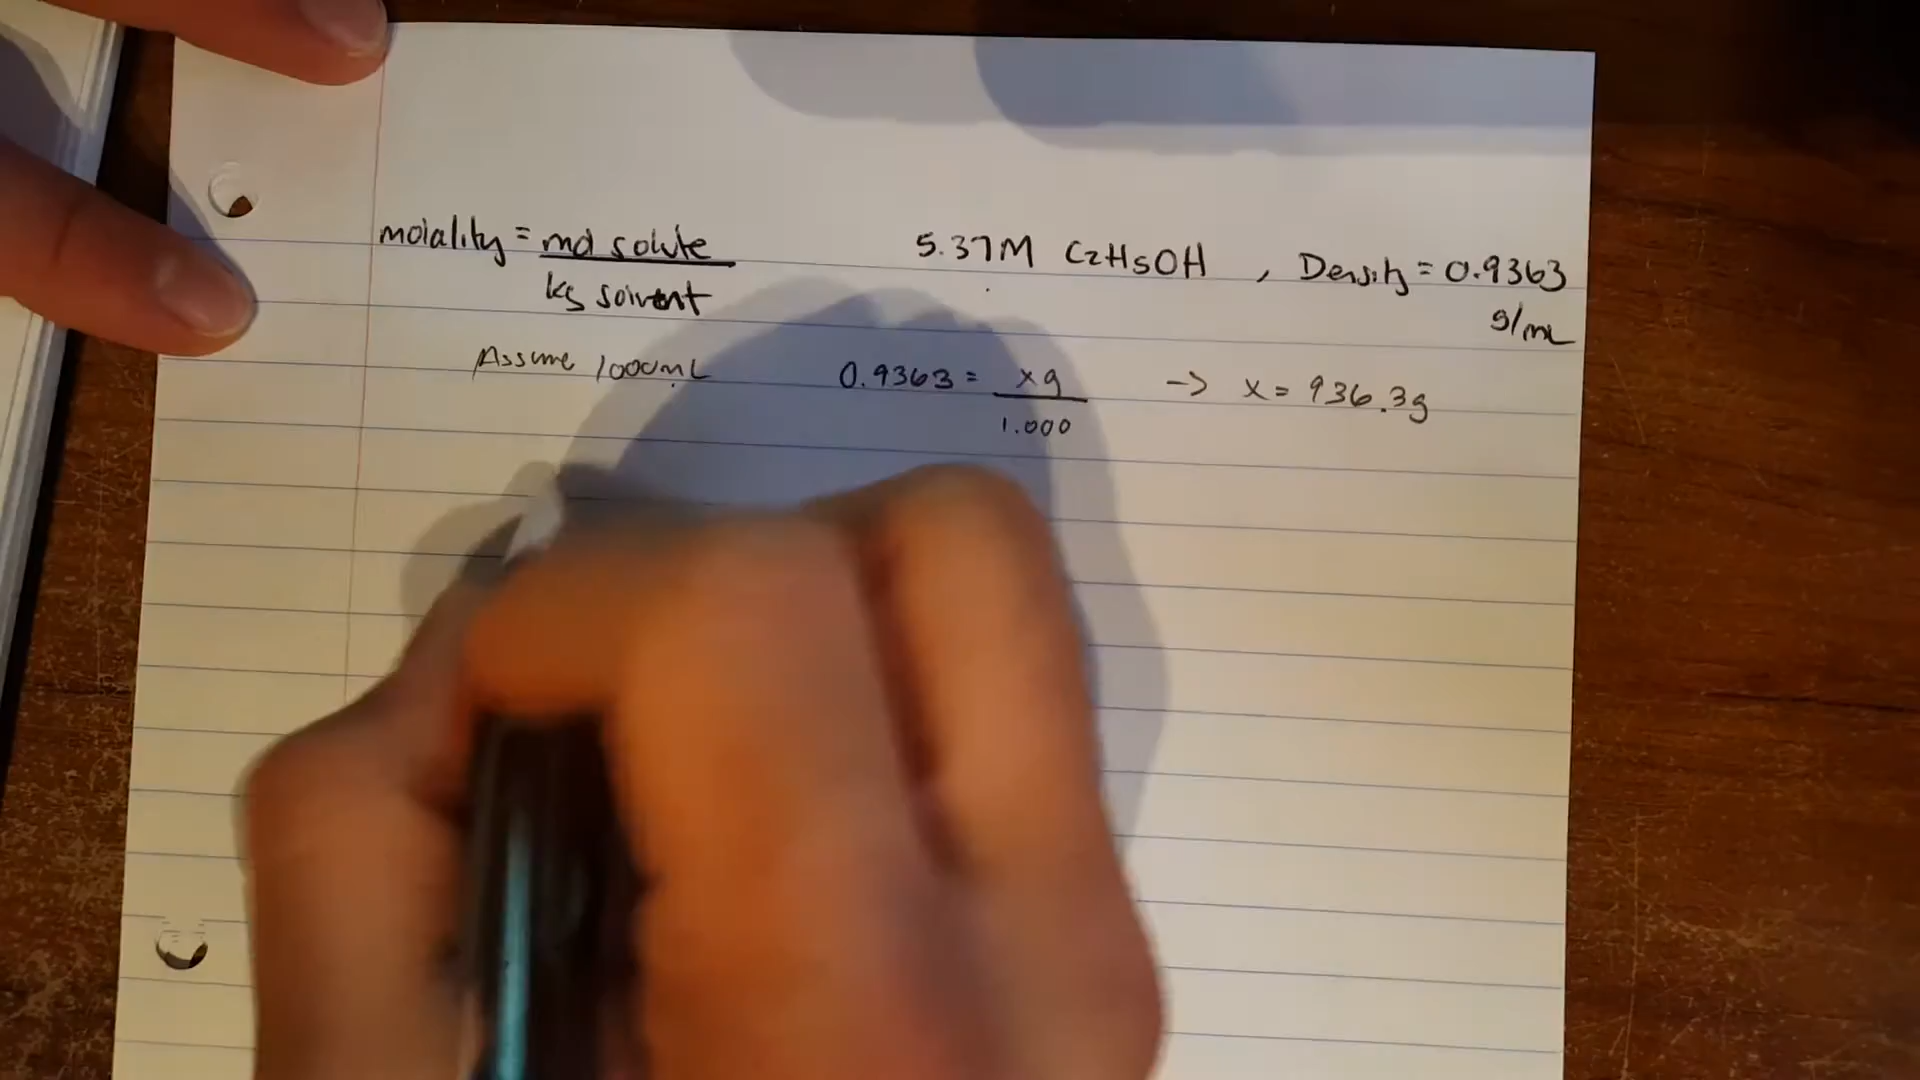 molality = mol solute
kg solvent
5.37M C2H5OH , Density = 0.9363
g/mL
Assume 1000mL
0.9363 = xg
1.000
-> x = 936.3g